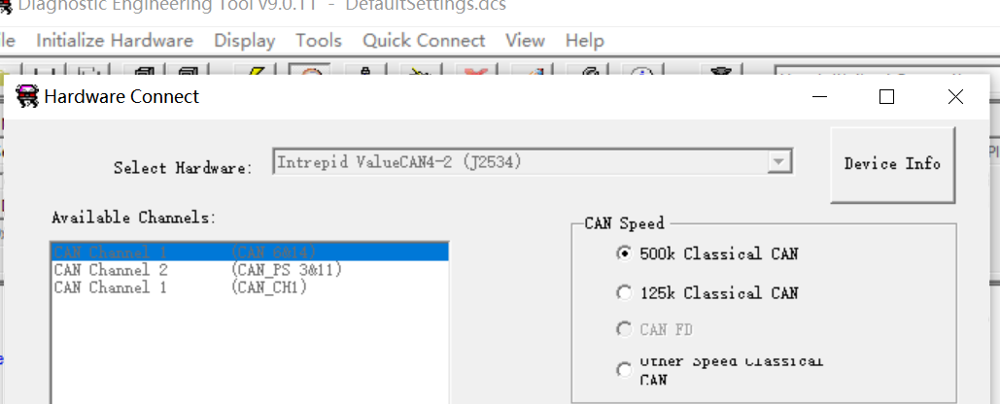 Diagnostic Engineering Tool v9.0.11 - DefaultSettings.dcs
Initialize Hardware Display Tools Quick Connect View Help
Hardware Connect
Select Hardware: Intrepid ValueCAN4-2 (J2534)
Device Info
Available Channels:
CAN Speed
CAN Channel 1 (CAN 6&14)
500k Classical CAN
CAN Channel 2 (CAN_PS 3&11)
CAN Channel 1 (CAN_CH1)
125k Classical CAN
CAN FD
Other Speed Classical
CAN